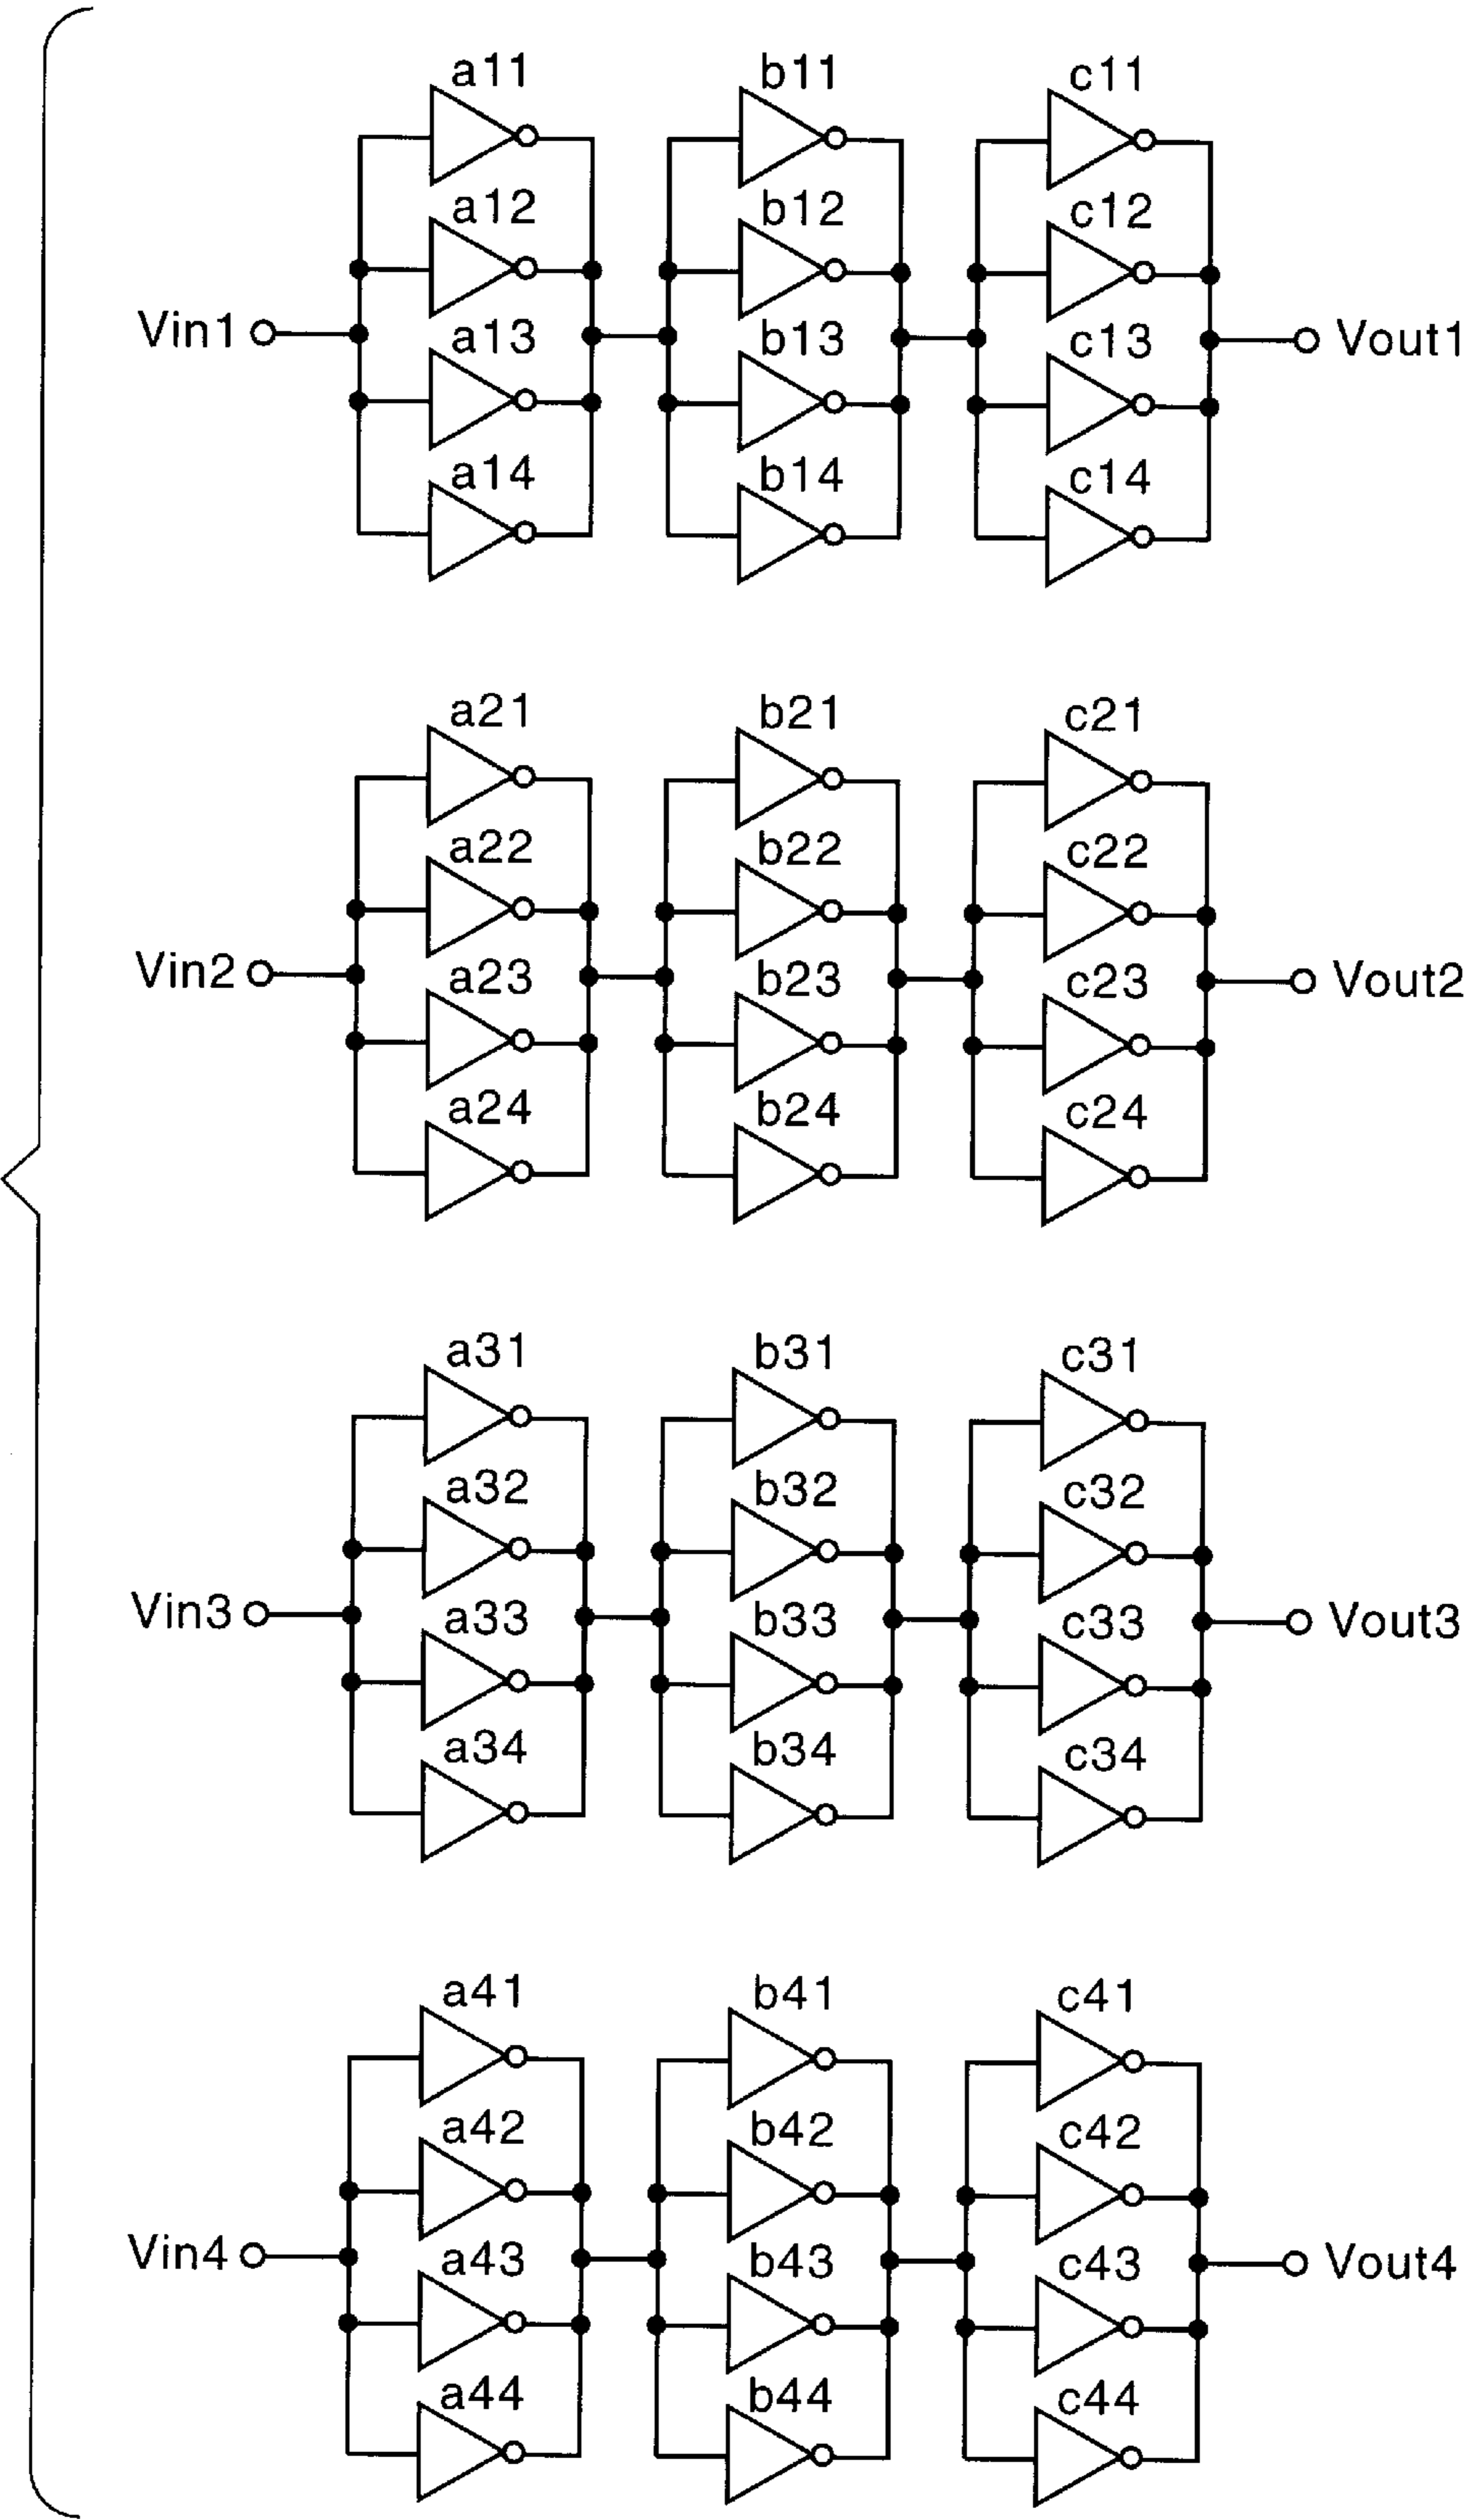 a11 b11 c11
a12 b12 c12
Vin1 a13 b13 c13 Vout1
a14 b14 c14
a21 b21 c21
a22 b22 c22
Vin2 a23 b23 c23 Vout2
a24 b24 c24
a31 b31 c31
a32 b32 c32
Vin3 a33 b33 c33 Vout3
a34 b34 c34
a41 b41 c41
a42 b42 c42
Vin4 a43 b43 c43 Vout4
a44 b44 c44